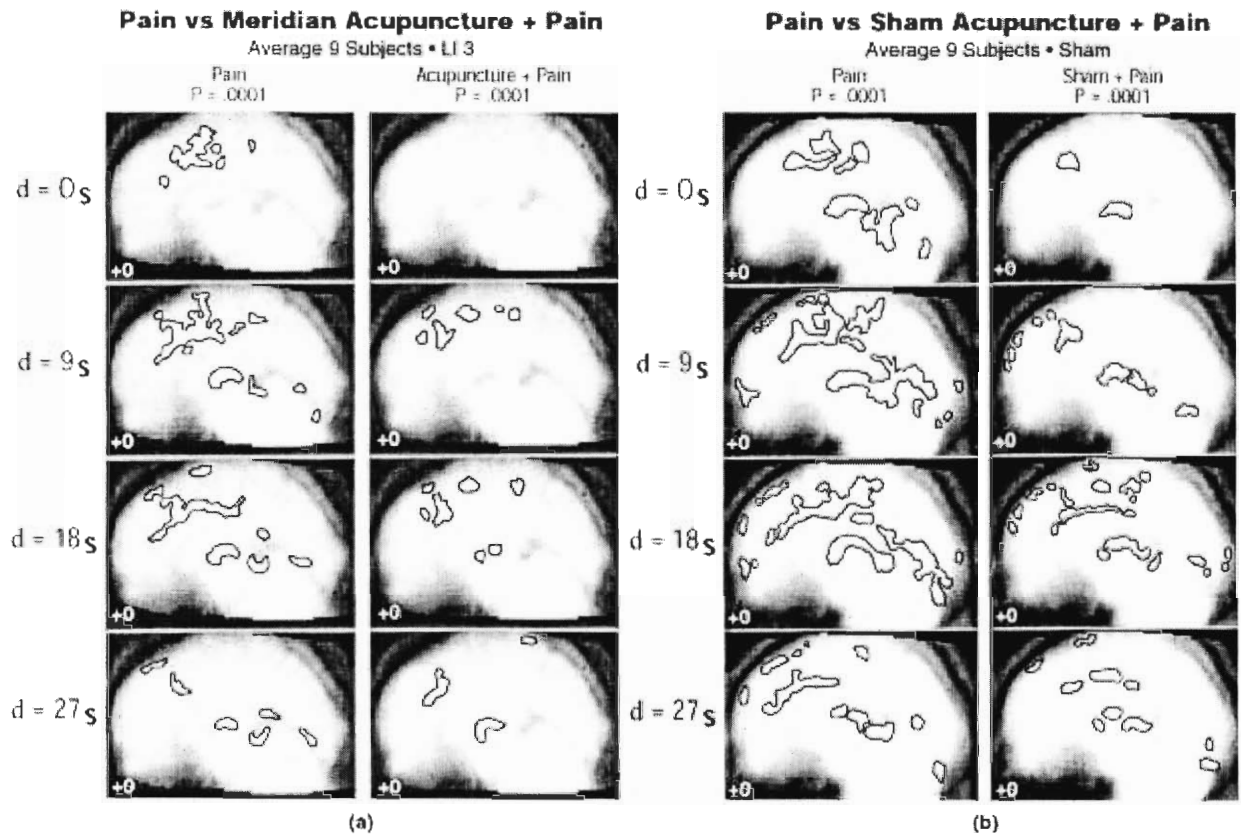 Pain vs Meridian Acupuncture + Pain
Average 9 Subjects • LI 3
Pain
P = .0001
Acupuncture + Pain
P = .0001
d = 0s
+0
+0
d = 9s
+0
+0
d = 18s
+0
+0
d = 27s
+0
+0
(a)
Pain vs Sham Acupuncture + Pain
Average 9 Subjects • Sham
Pain
P = .0001
Sham + Pain
P = .0001
d = 0s
+0
+0
d = 9s
+0
+0
d = 18s
+0
+0
d = 27s
+0
+0
(b)